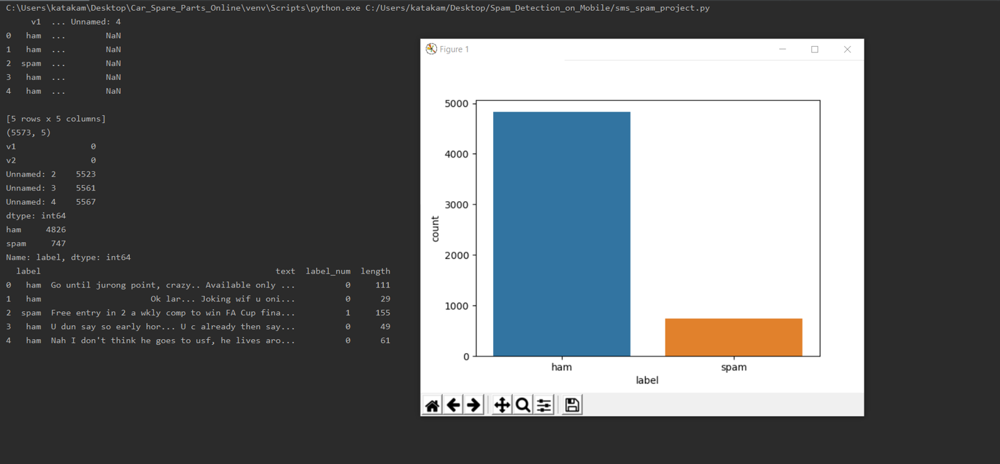 C:\Users\katakam\Desktop\Car_Spare_Parts_Online\venv\Scripts\python.exe C:/Users/katakam/Desktop/Spam_Detection_on_Mobile/sms_spam_project.py
v1 ... Unnamed: 4
0 ham ... NaN
1 ham ... NaN
2 spam ... NaN
3 ham ... NaN
4 ham ... NaN
[5 rows x 5 columns]
(5573, 5)
v1 0
v2 0
Unnamed: 2 5523
Unnamed: 3 5561
Unnamed: 4 5567
dtype: int64
ham 4826
spam 747
Name: label, dtype: int64
label text label_num length
0 ham Go until jurong point, crazy.. Available only ... 0 111
1 ham Ok lar... Joking wif u oni... 0 29
2 spam Free entry in 2 a wkly comp to win FA Cup fina... 1 155
3 ham U dun say so early hor... U c already then say... 0 49
4 ham Nah I don't think he goes to usf, he lives aro... 0 61
Figure 1
5000
4000
3000
2000
1000
0
count
ham spam
label